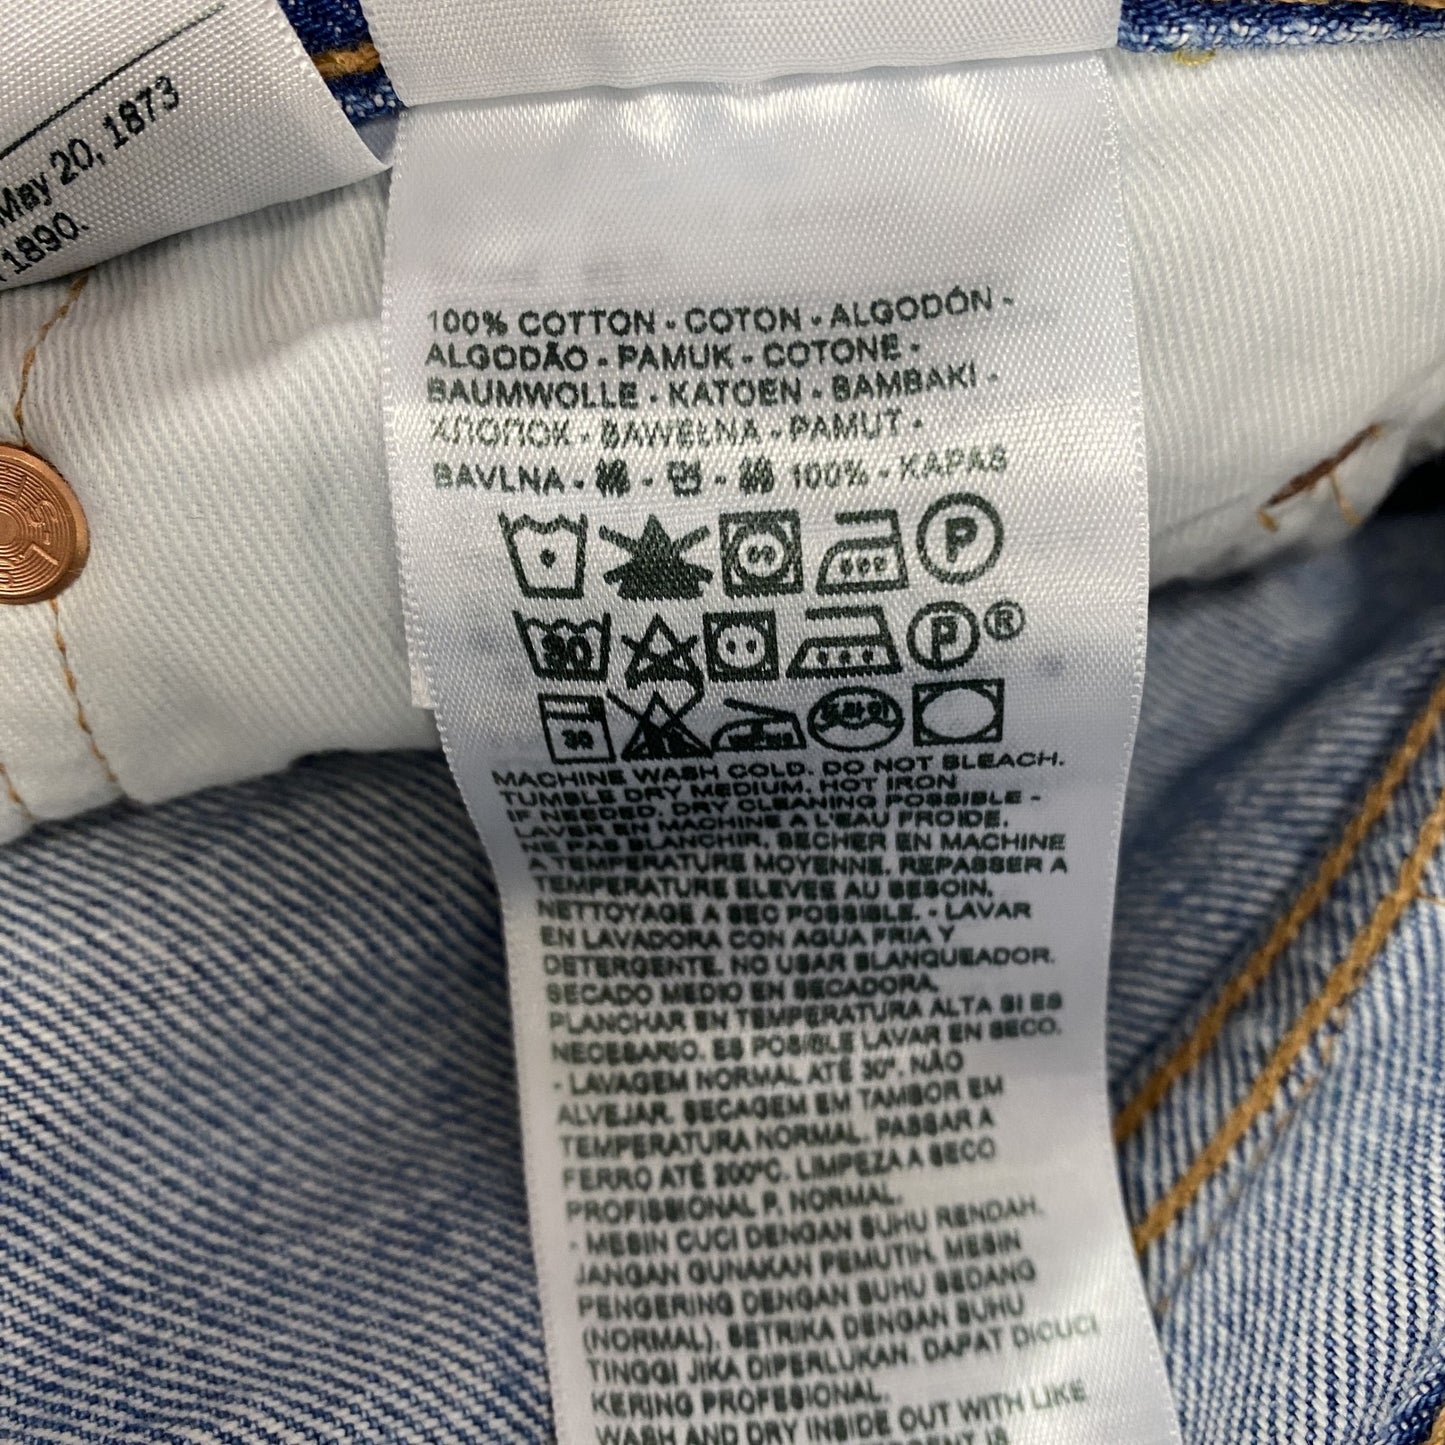 May 20, 1873
1890.
100% COTTON - COTON - ALGODÓN -
ALGODÃO - PAMUK - COTONE -
BAUMWOLLE - KATOEN - BAMBAKI -
ХЛОПОК - BAWEŁNA - PAMUT -
BAVLNA - 棉 - 면 - 綿 100% - KAPAS
P
30 P ®
30 드라이
MACHINE WASH COLD. DO NOT BLEACH.
TUMBLE DRY MEDIUM. HOT IRON
IF NEEDED. DRY CLEANING POSSIBLE -
LAVER EN MACHINE A L'EAU FROIDE.
NE PAS BLANCHIR. SECHER EN MACHINE
A TEMPERATURE MOYENNE. REPASSER A
TEMPERATURE ELEVEE AU BESOIN.
NETTOYAGE A SEC POSSIBLE. - LAVAR
EN LAVADORA CON AGUA FRIA Y
DETERGENTE. NO USAR BLANQUEADOR.
SECADO MEDIO EN SECADORA.
PLANCHAR EN TEMPERATURA ALTA SI ES
NECESARIO. ES POSIBLE LAVAR EN SECO.
- LAVAGEM NORMAL ATÉ 30°. NÃO
ALVEJAR. SECAGEM EM TAMBOR EM
TEMPERATURA NORMAL. PASSAR A
FERRO ATÉ 200°C. LIMPEZA A SECO
PROFISSIONAL P. NORMAL.
- MESIN CUCI DENGAN SUHU RENDAH.
JANGAN GUNAKAN PEMUTIH. MESIN
PENGERING DENGAN SUHU SEDANG
(NORMAL). SETRIKA DENGAN SUHU
TINGGI JIKA DIPERLUKAN. DAPAT DICUCI
KERING PROFESIONAL.
WASH AND DRY INSIDE OUT WITH LIKE